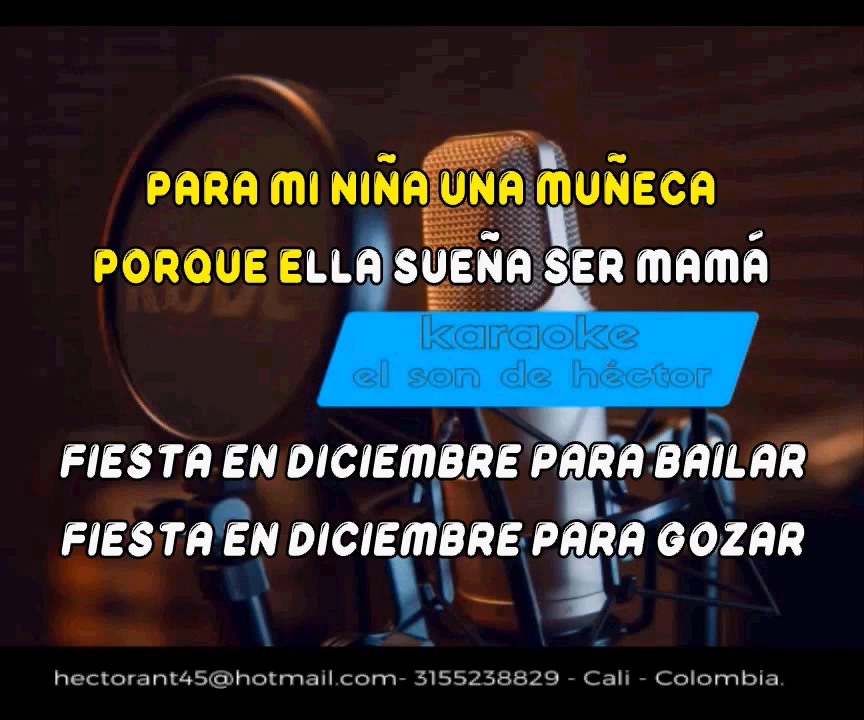 PARA MI NIÑA UNA MUÑECA
PORQUE ELLA SUEÑA SER MAMÁ
RODE
karaoke
el son de héctor
FIESTA EN DICIEMBRE PARA BAILAR
FIESTA EN DICIEMBRE PARA GOZAR
hectorant45@hotmail.com- 3155238829 - Cali - Colombia.